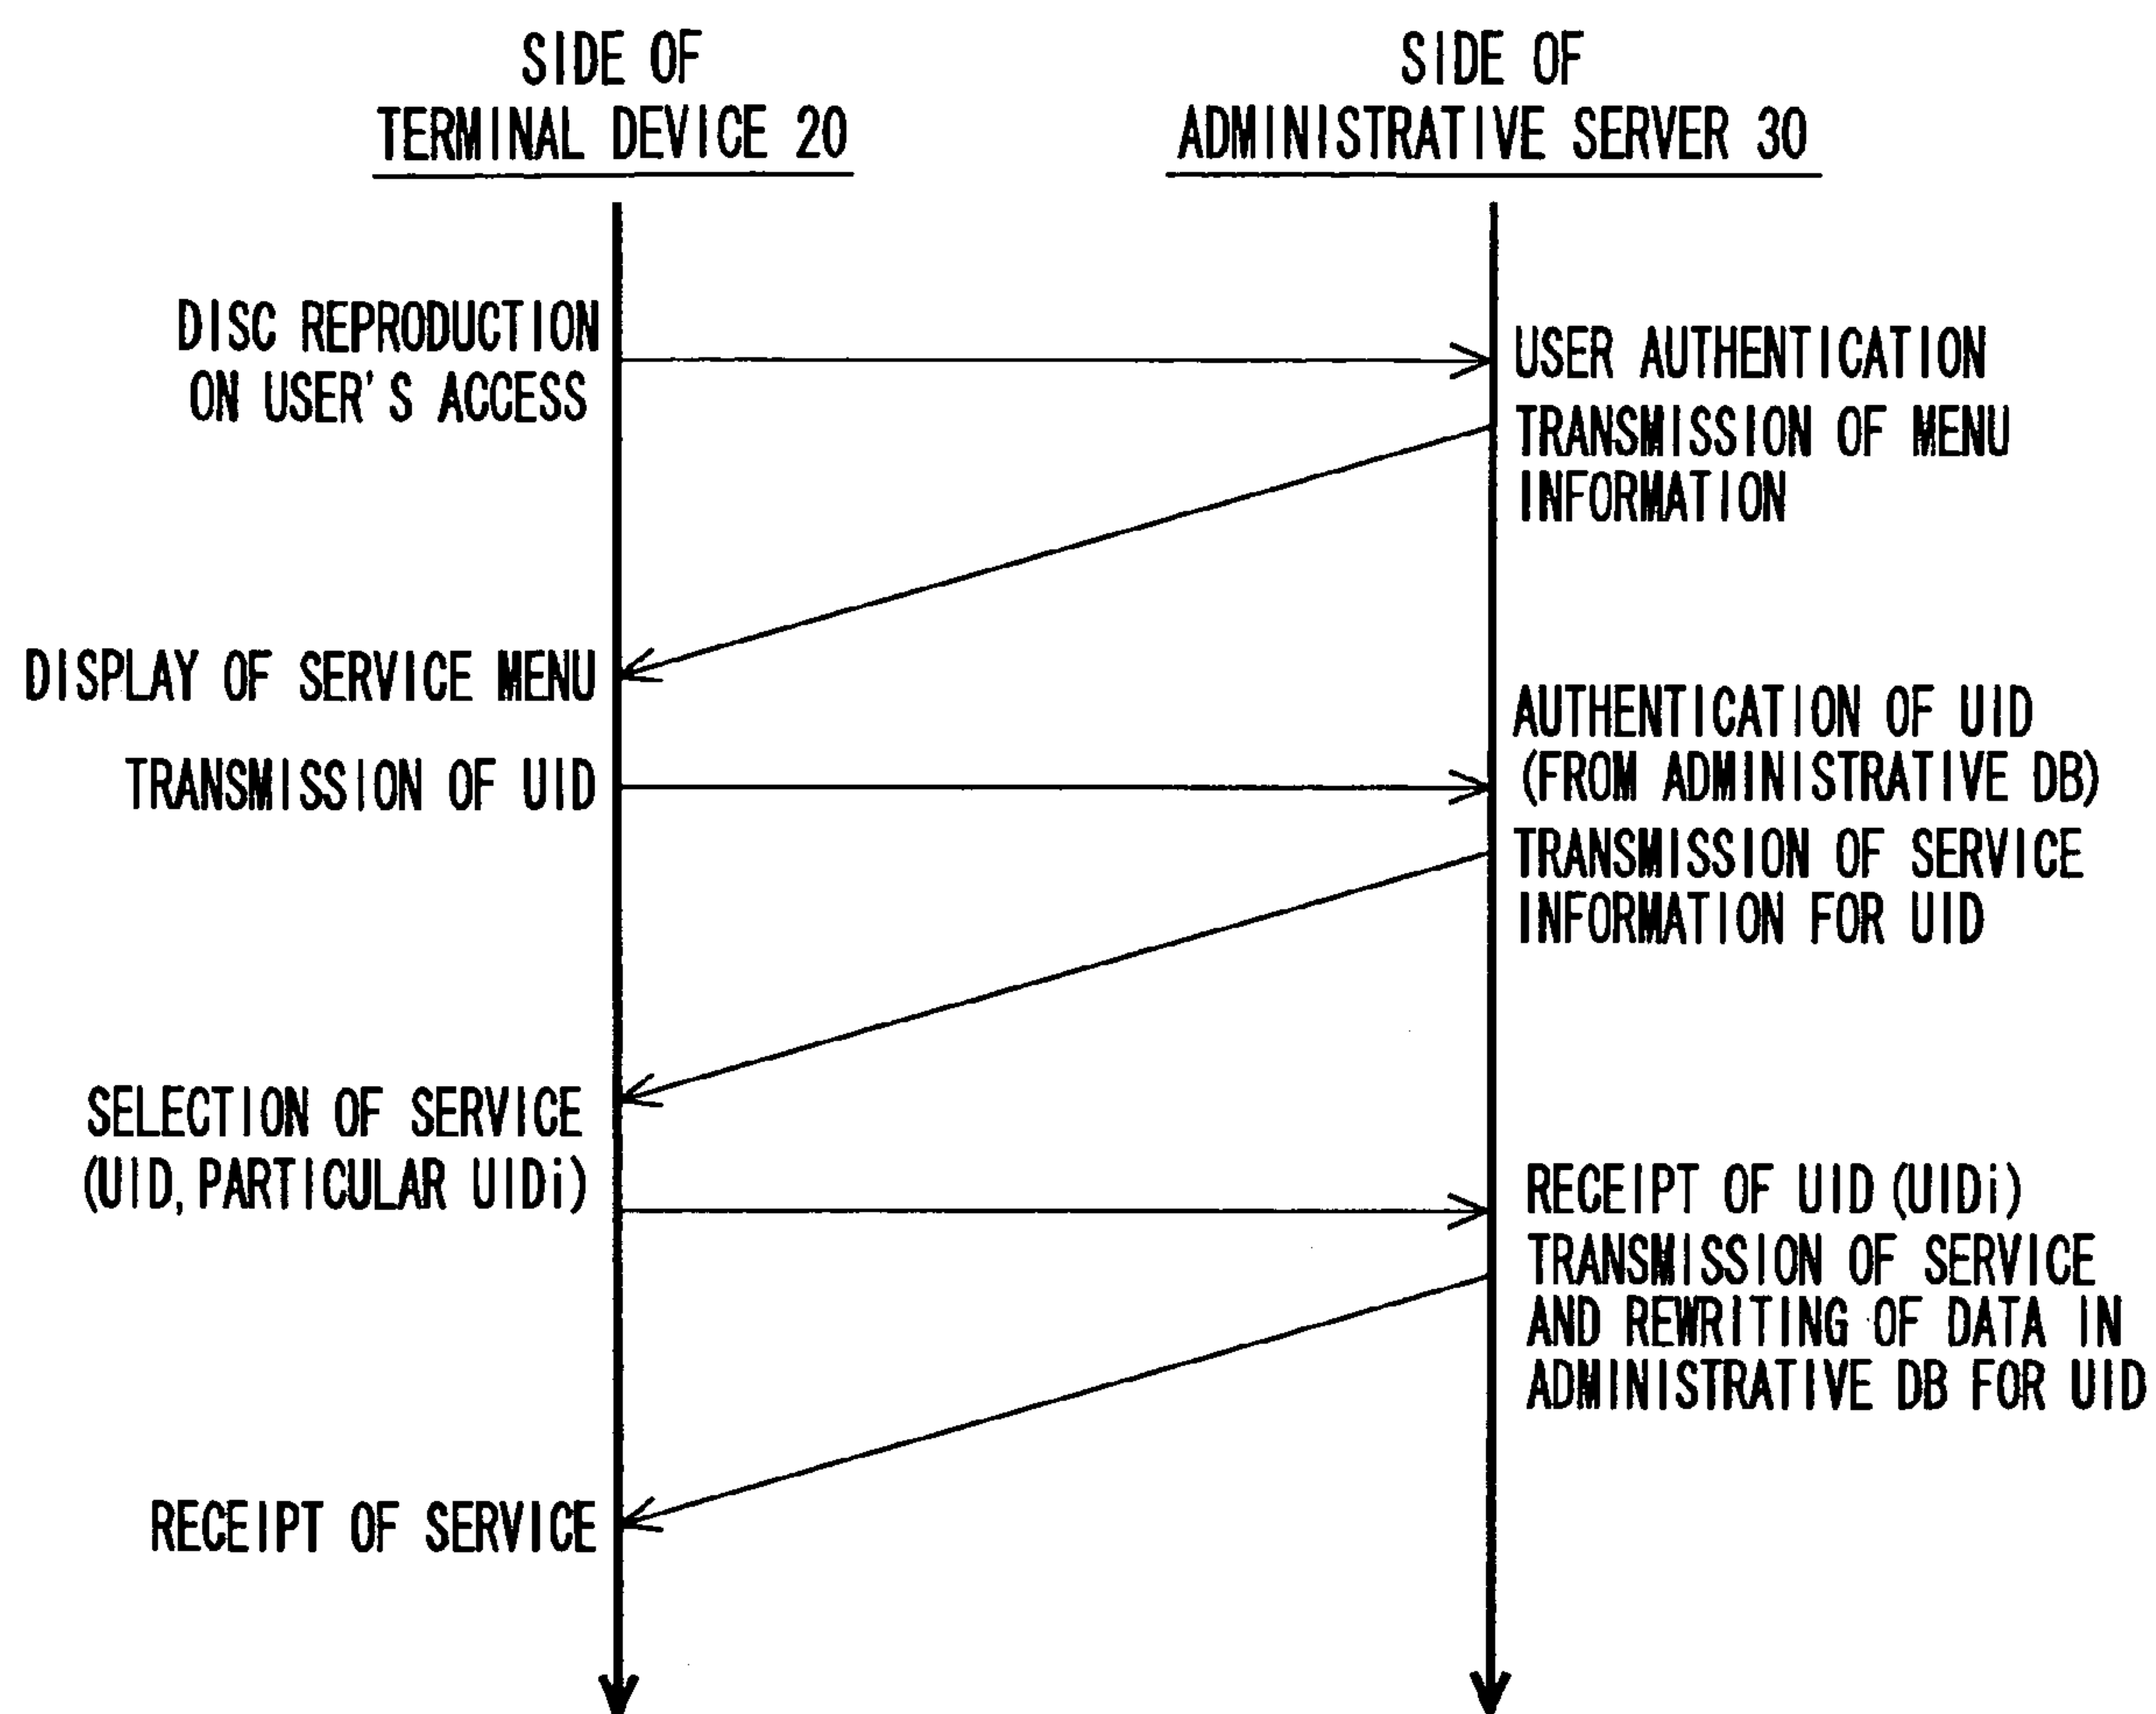 SIDE OF
TERMINAL DEVICE 20
SIDE OF
ADMINISTRATIVE SERVER 30
DISC REPRODUCTION
ON USER'S ACCESS
USER AUTHENTICATION
TRANSMISSION OF MENU
INFORMATION
DISPLAY OF SERVICE MENU
TRANSMISSION OF UID
AUTHENTICATION OF UID
(FROM ADMINISTRATIVE DB)
TRANSMISSION OF SERVICE
INFORMATION FOR UID
SELECTION OF SERVICE
(UID, PARTICULAR UIDi)
RECEIPT OF UID (UIDi)
TRANSMISSION OF SERVICE
AND REWRITING OF DATA IN
ADMINISTRATIVE DB FOR UID
RECEIPT OF SERVICE